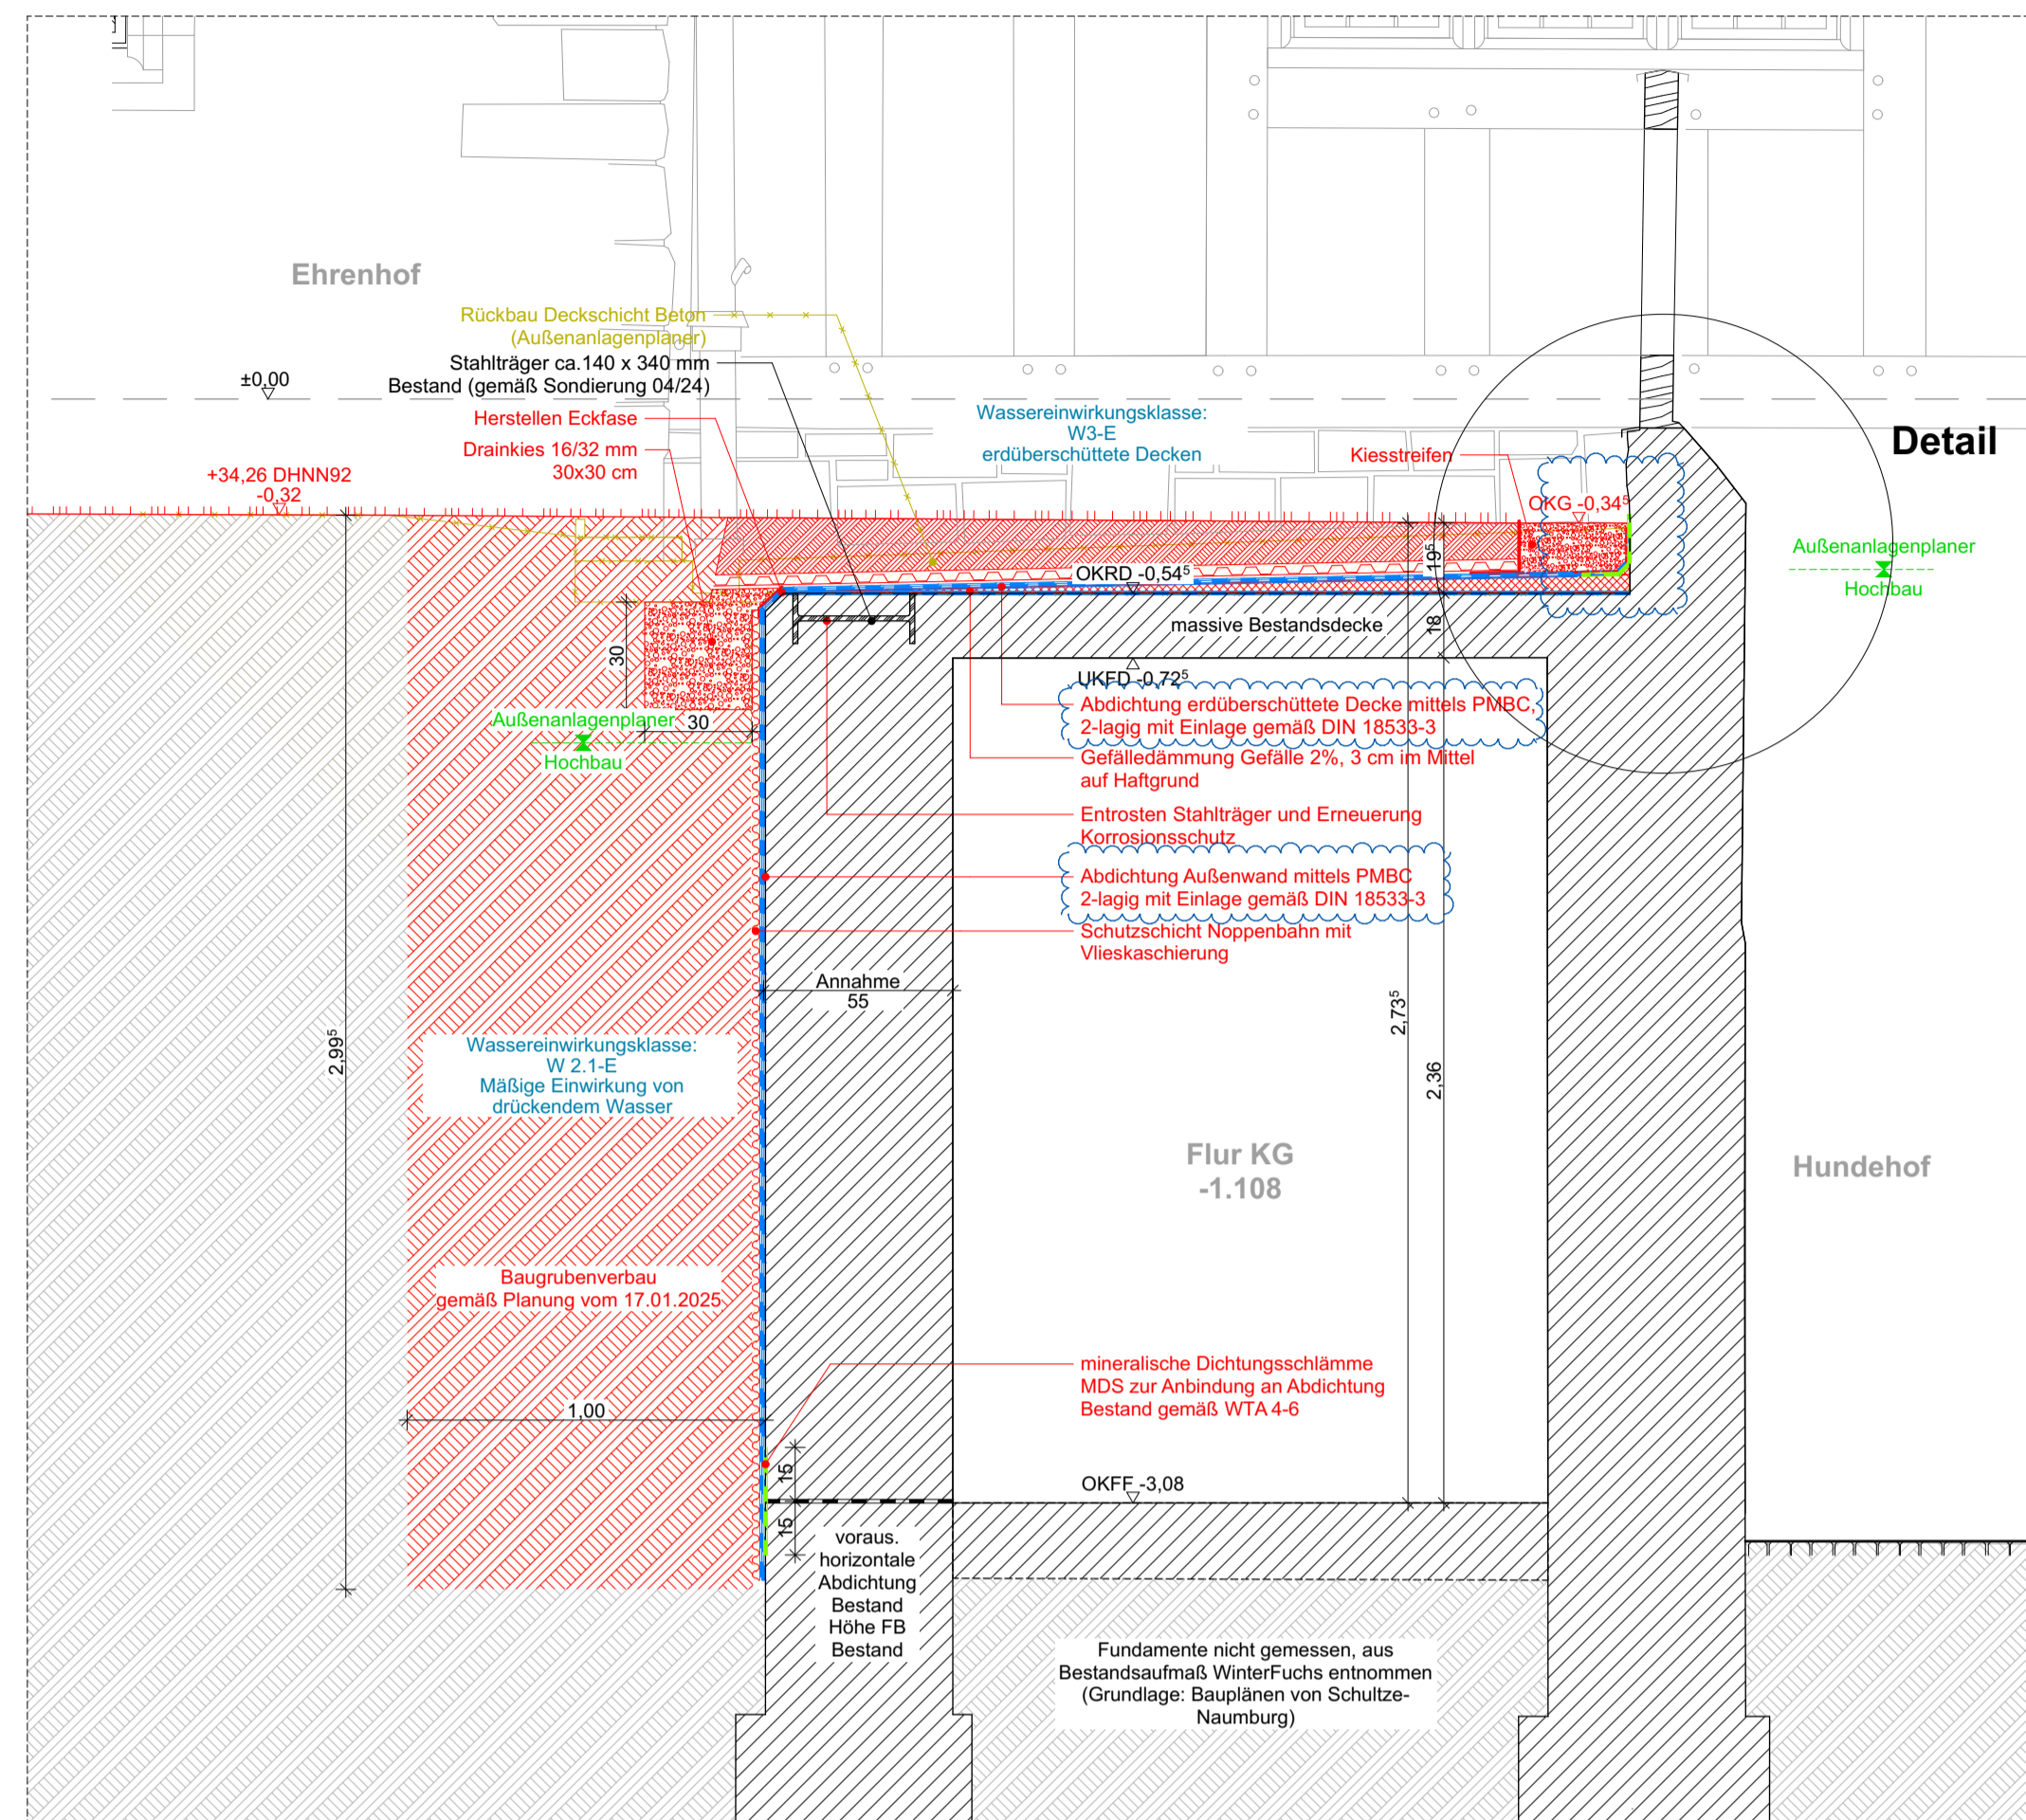 Ehrenhof
Rückbau Deckschicht Beton
(Außenanlagenplaner)
Stahlträger ca.140 x 340 mm
Bestand (gemäß Sondierung 04/24)
±0,00
Herstellen Eckfase
Drainkies 16/32 mm
30x30 cm
Wassereinwirkungsklasse:
W3-E
erdüberschüttete Decken
Kiesstreifen
Detail
+34,26 DHNN92
-0,32
OKG -0,34⁵
Außenanlagenplaner
Hochbau
OKRD -0,54⁵
19⁵
massive Bestandsdecke
18
30
UKFD -0,72⁵
Abdichtung erdüberschüttete Decke mittels PMBC,
2-lagig mit Einlage gemäß DIN 18533-3
Außenanlagenplaner
30
Hochbau
Gefälledämmung Gefälle 2%, 3 cm im Mittel
auf Haftgrund
Entrosten Stahlträger und Erneuerung
Korrosionsschutz
Abdichtung Außenwand mittels PMBC
2-lagig mit Einlage gemäß DIN 18533-3
Schutzschicht Noppenbahn mit
Vlieskaschierung
Annahme
55
2,73⁵
2,36
2,99⁵
Wassereinwirkungsklasse:
W 2.1-E
Mäßige Einwirkung von
drückendem Wasser
Flur KG
-1.108
Hundehof
Baugrubenverbau
gemäß Planung vom 17.01.2025
mineralische Dichtungsschlämme
MDS zur Anbindung an Abdichtung
Bestand gemäß WTA 4-6
1,00
15
OKFF -3,08
15
voraus.
horizontale
Abdichtung
Bestand
Höhe FB
Bestand
Fundamente nicht gemessen, aus
Bestandsaufmaß WinterFuchs entnommen
(Grundlage: Bauplänen von Schultze-
Naumburg)